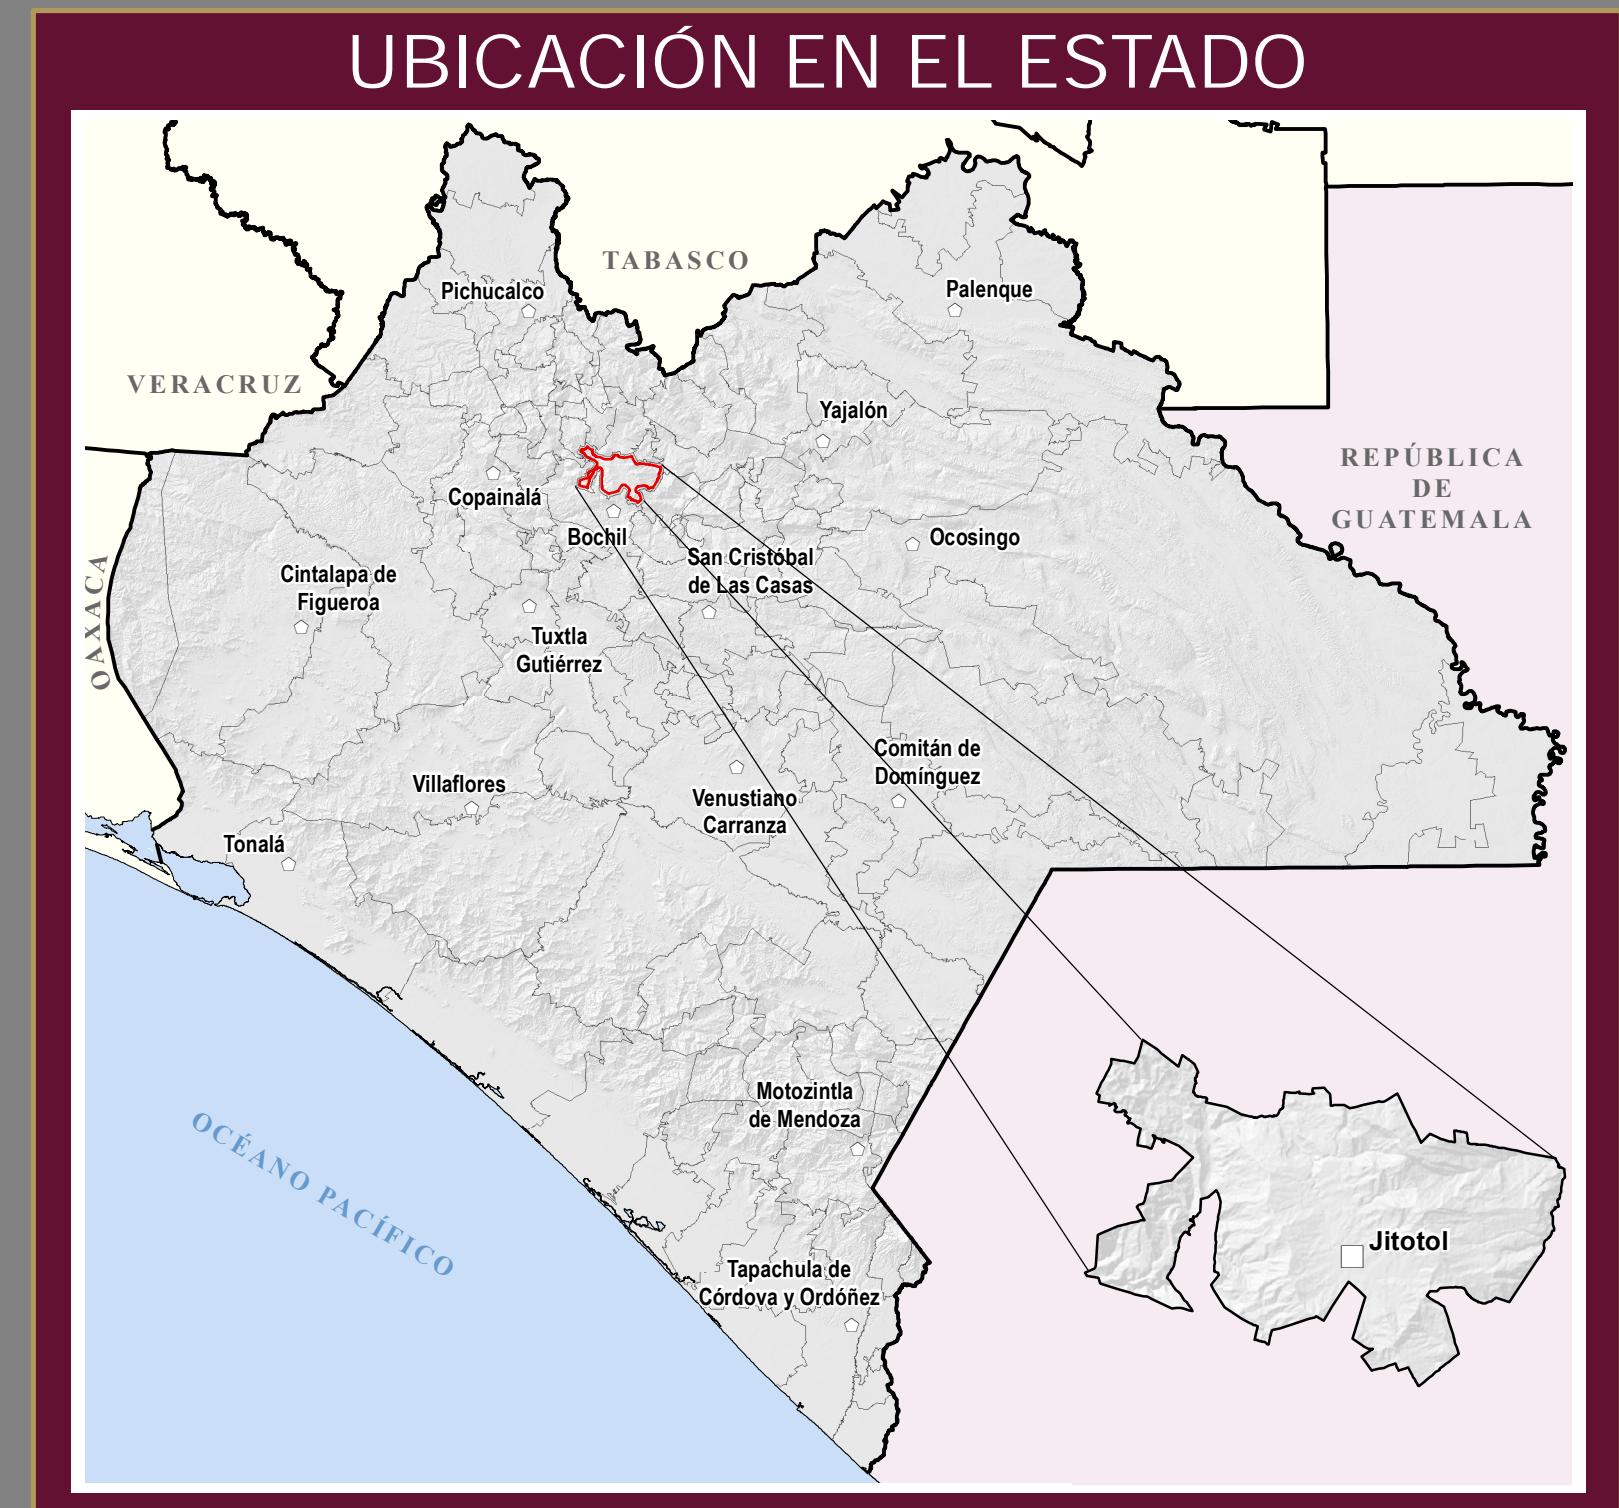 UBICACIÓN EN EL ESTADO
TABASCO
Pichucalco
Palenque
VERACRUZ
Yajalón
REPÚBLICA
DE
GUATEMALA
Copainalá
Bochil
Ocosingo
San Cristóbal
de Las Casas
OAXACA
Cintalapa de
Figueroa
Tuxtla
Gutiérrez
Comitán de
Domínguez
Villaflores
Venustiano
Carranza
Tonalá
Motozintla
de Mendoza
OCÉANO PACÍFICO
Jitotol
Tapachula de
Córdova y Ordóñez